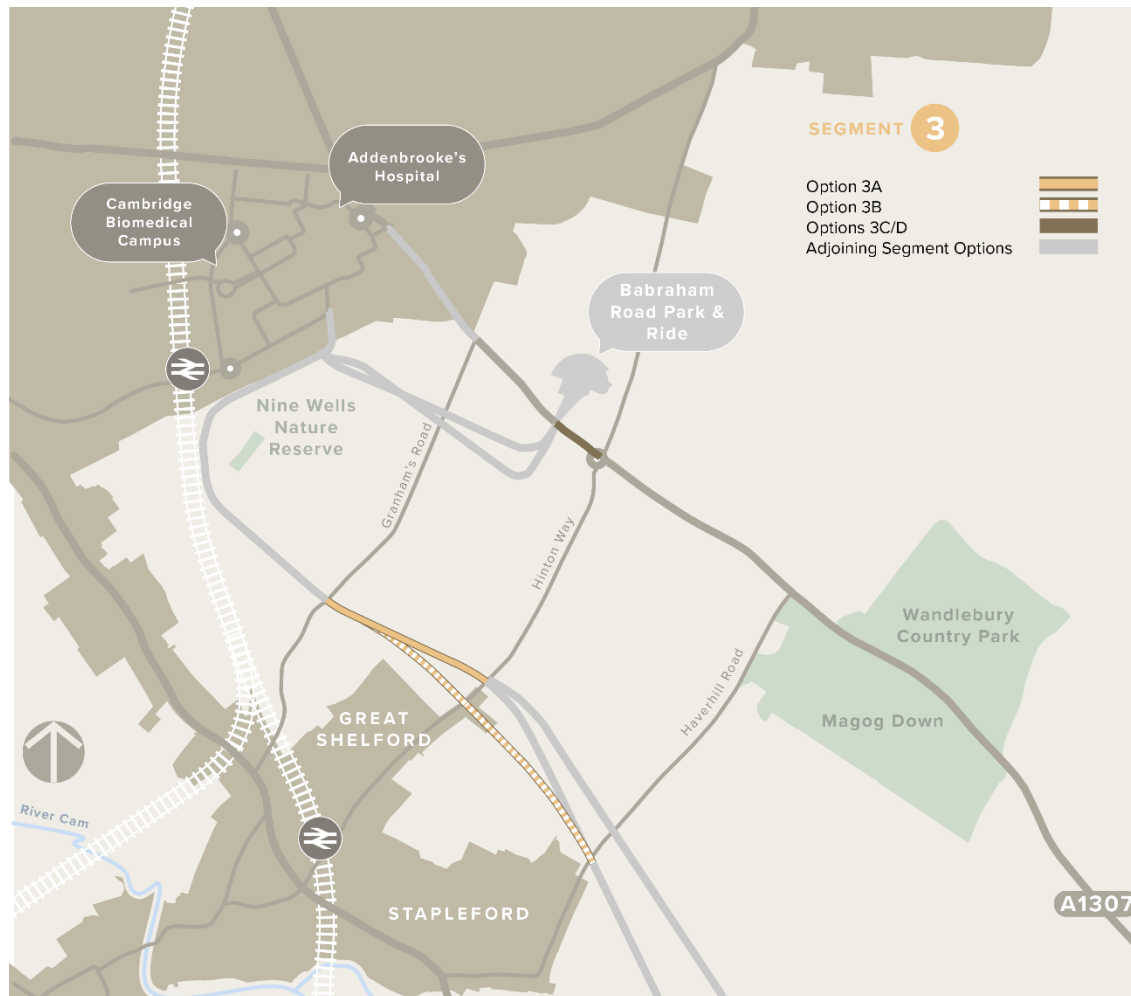 SEGMENT 3
Option 3A
Option 3B
Options 3C/D
Adjoining Segment Options
Addenbrooke's
Hospital
Cambridge
Biomedical
Campus
Babraham
Road Park &
Ride
Nine Wells
Nature
Reserve
Granham's Road
Hinton Way
Wandlebury
Country Park
Haverhill Road
Magog Down
GREAT
SHELFORD
River Cam
STAPLEFORD
A1307